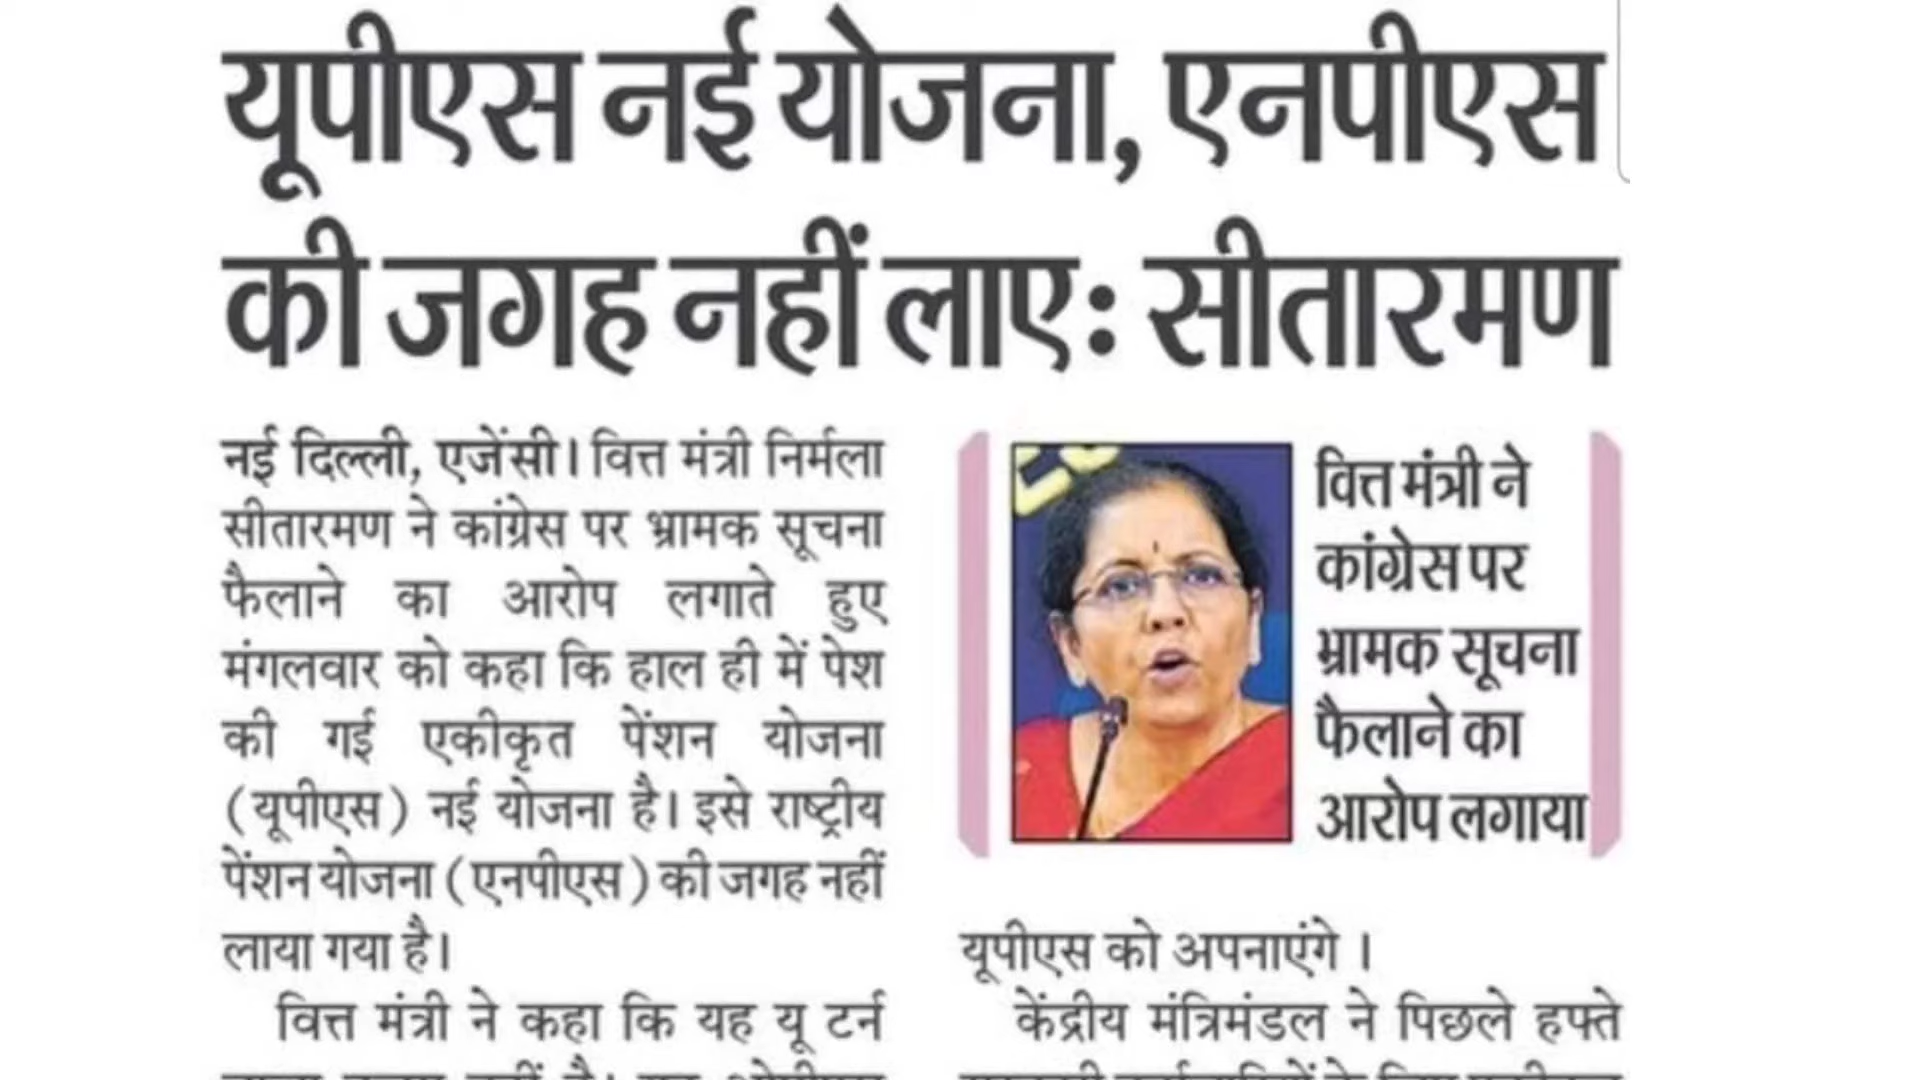 यूपीएस नई योजना, एनपीएस
की जगह नहीं लाए: सीतारमण
नई दिल्ली, एजेंसी। वित्त मंत्री निर्मला
सीतारमण ने कांग्रेस पर भ्रामक सूचना
फैलाने का आरोप लगाते हुए
मंगलवार को कहा कि हाल ही में पेश
की गई एकीकृत पेंशन योजना
(यूपीएस) नई योजना है। इसे राष्ट्रीय
पेंशन योजना (एनपीएस) की जगह नहीं
लाया गया है।
वित्त मंत्री ने कहा कि यह यू टर्न
वित्त मंत्री ने
कांग्रेस पर
भ्रामक सूचना
फैलाने का
आरोप लगाया
यूपीएस को अपनाएंगे ।
केंद्रीय मंत्रिमंडल ने पिछले हफ्ते